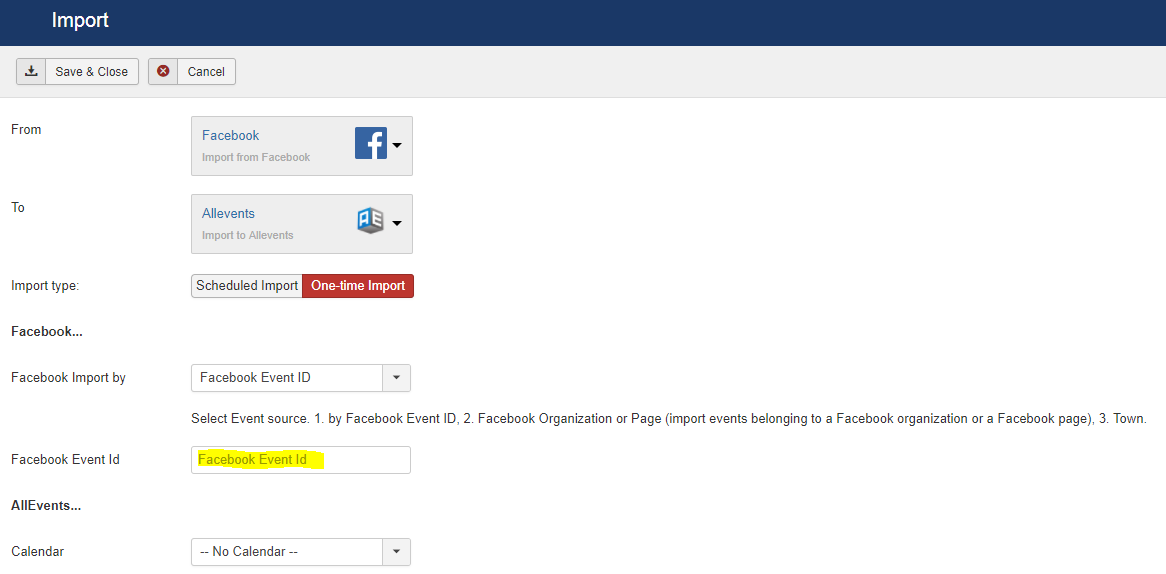 Import
Save & Close
Cancel
From
Facebook
Import from Facebook
To
Allevents
Import to Allevents
AE
Import type:
Scheduled Import
One-time Import
Facebook...
Facebook Import by
Facebook Event ID
Select Event source. 1. by Facebook Event ID, 2. Facebook Organization or Page (import events belonging to a Facebook organization or a Facebook page), 3. Town.
Facebook Event Id
Facebook Event Id
AllEvents...
Calendar
-- No Calendar --